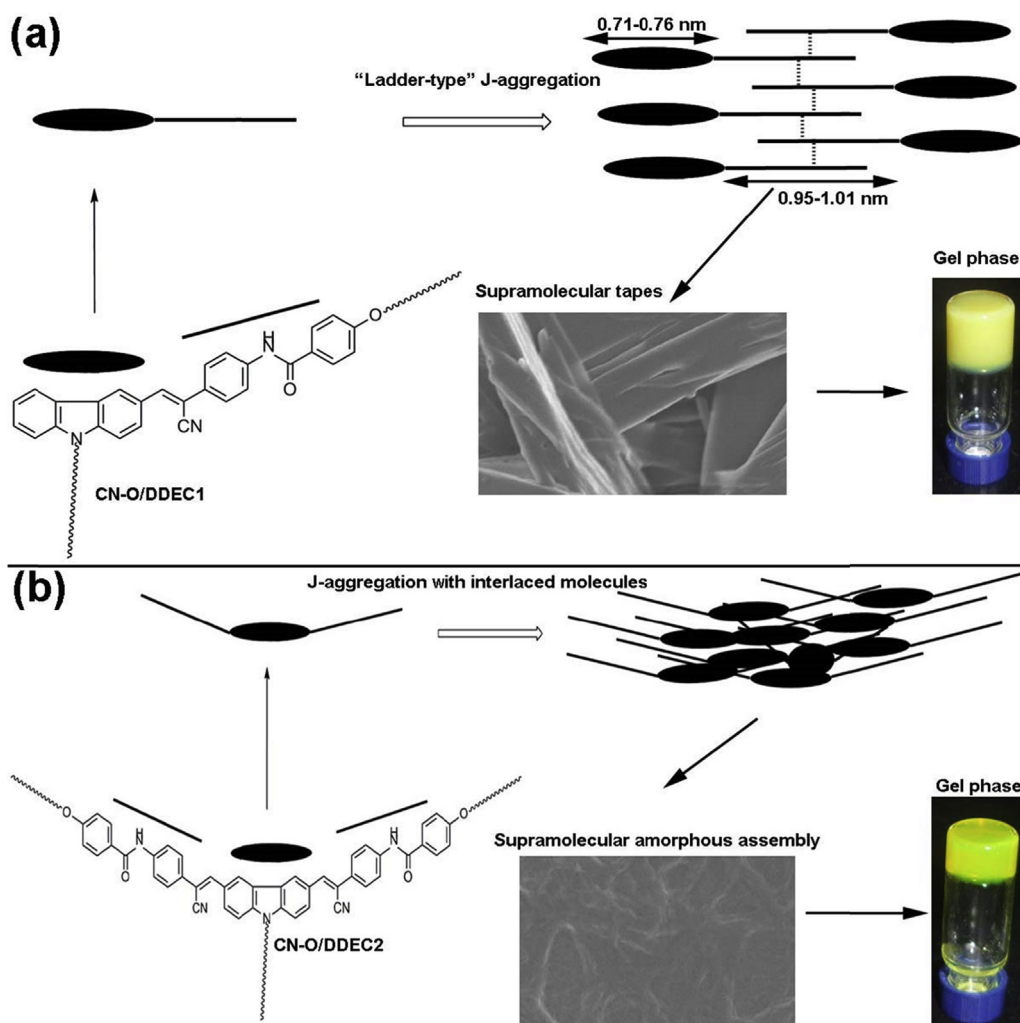 (a)
0.71-0.76 nm
“Ladder-type” J-aggregation
0.95-1.01 nm
Gel phase
Supramolecular tapes
O
H
N
O
CN
N
CN-O/DDEC1
(b)
J-aggregation with interlaced molecules
Gel phase
Supramolecular amorphous assembly
O
O
H
N
H
N
O
O
CN
CN
N
CN-O/DDEC2